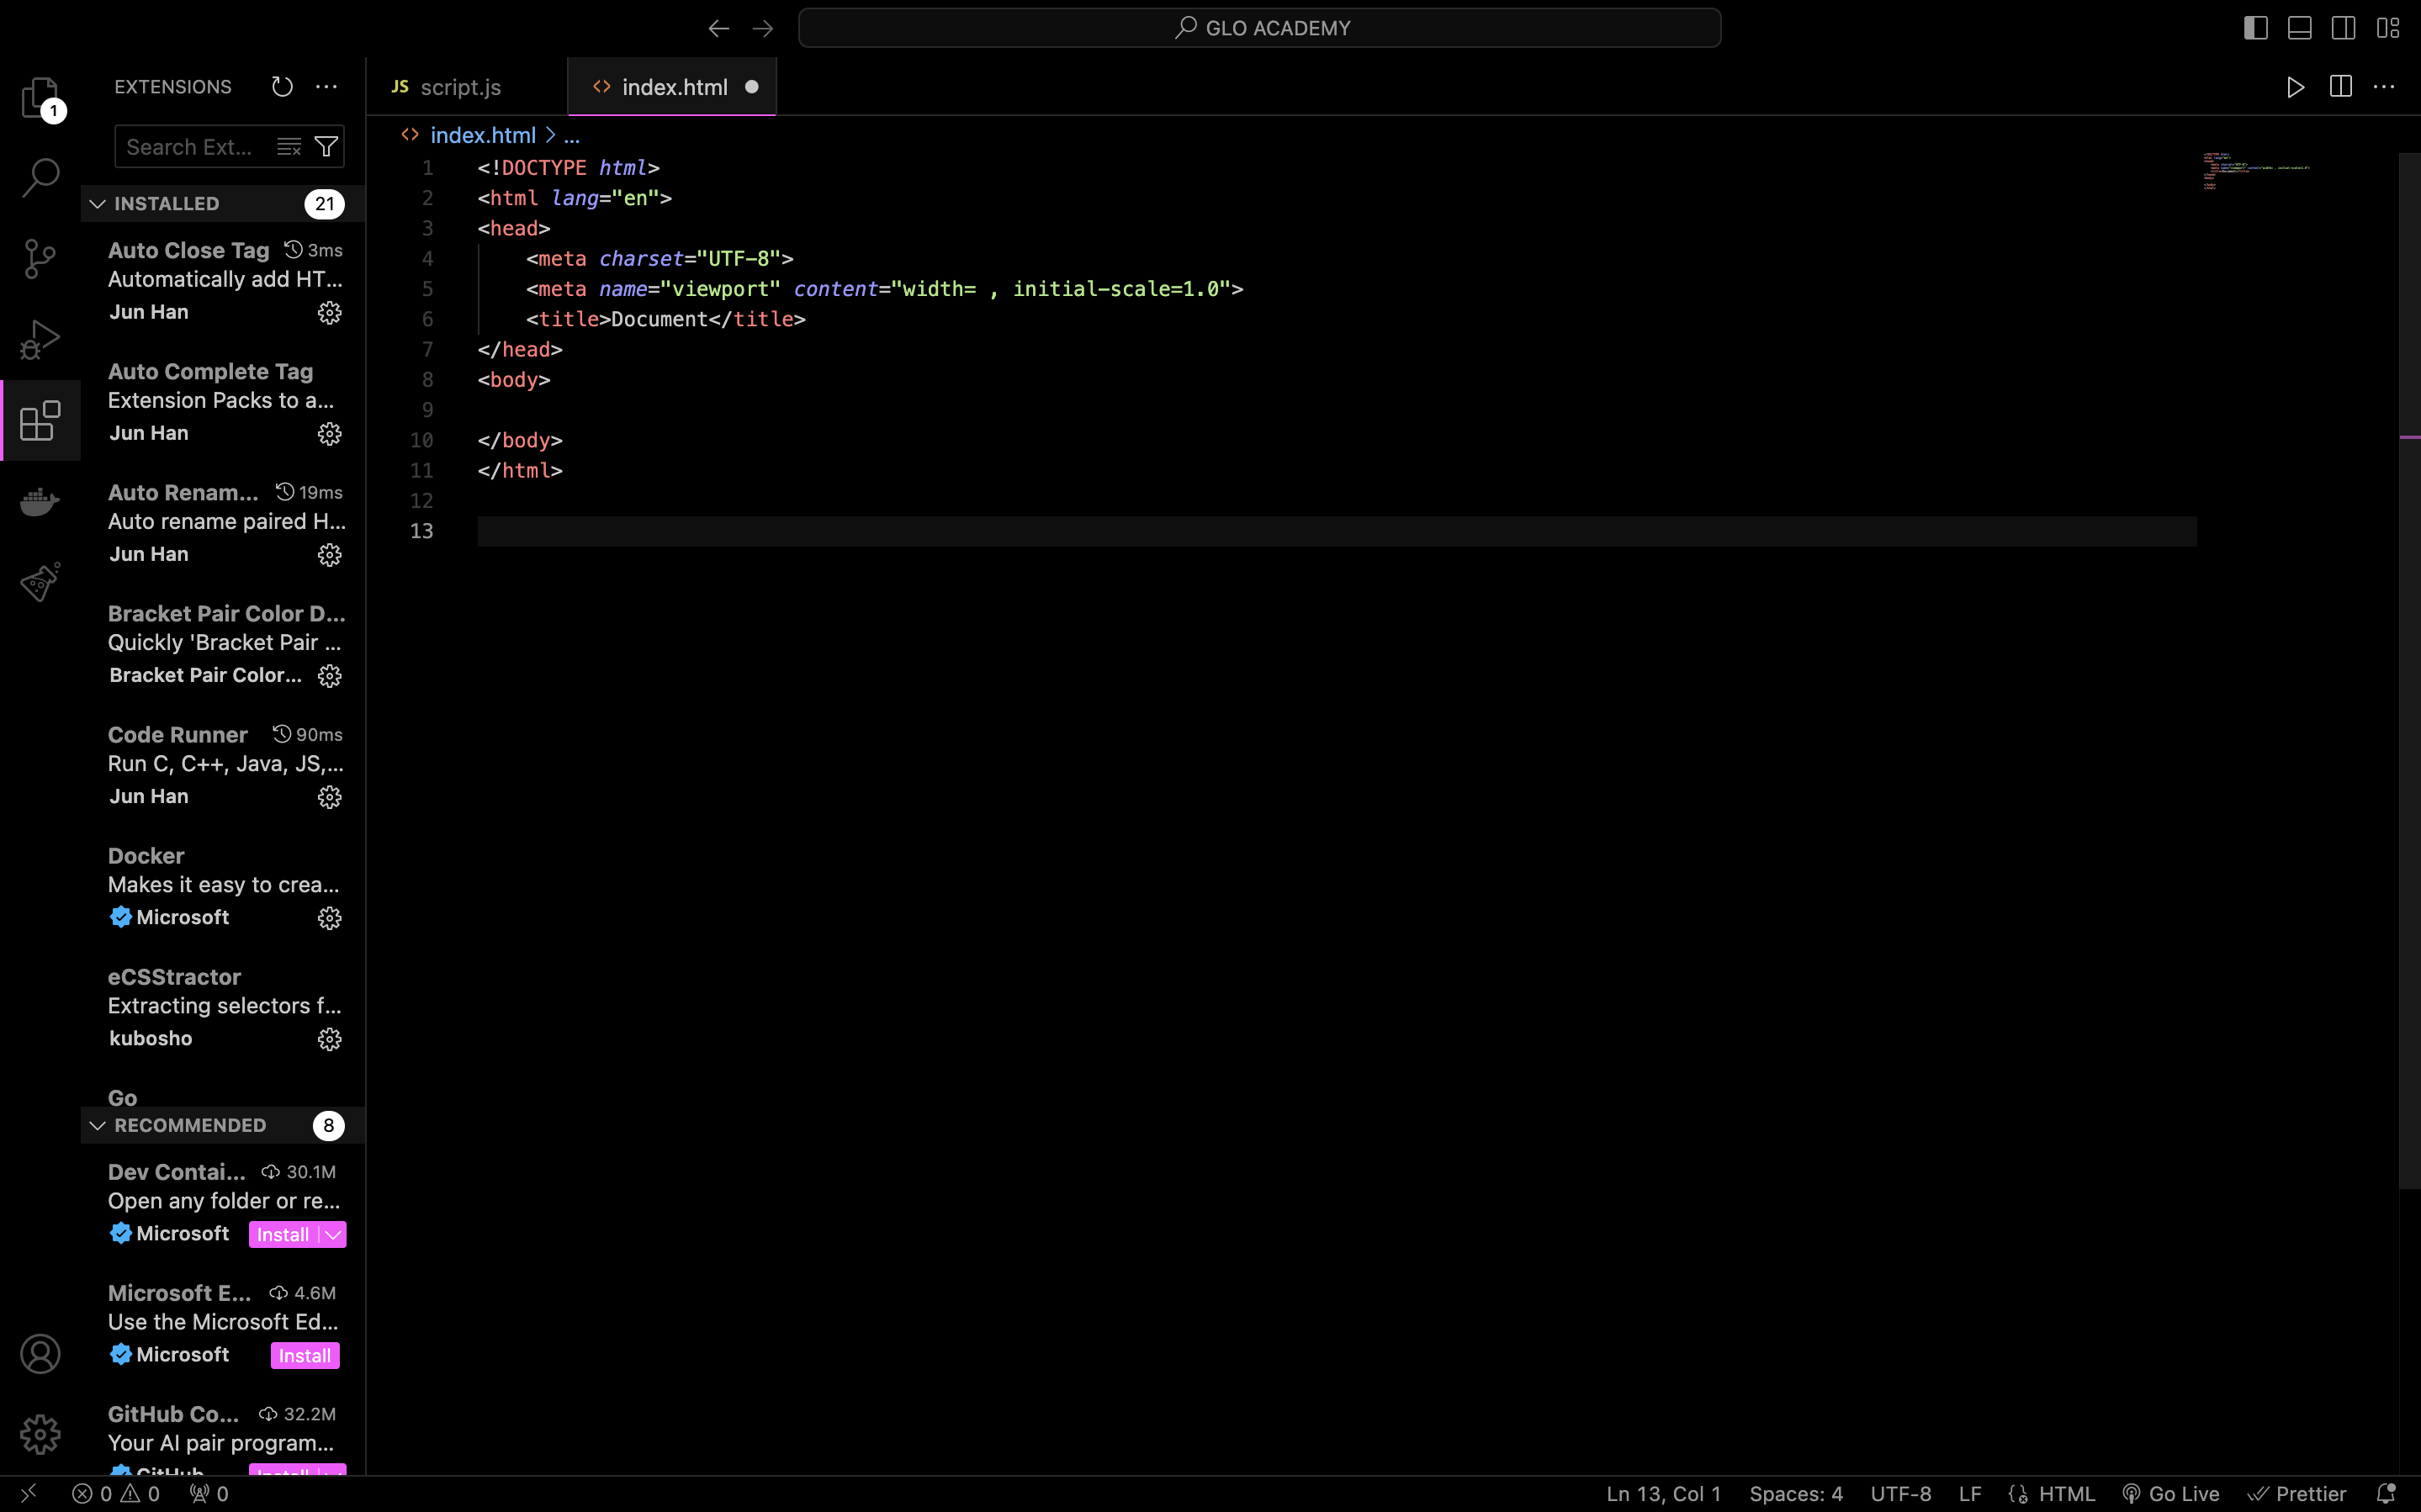 GLO ACADEMY
EXTENSIONS
1
Search Ext...
INSTALLED 21
Auto Close Tag 3ms
Automatically add HT...
Jun Han
Auto Complete Tag
Extension Packs to a...
Jun Han
Auto Renam... 19ms
Auto rename paired H...
Jun Han
Bracket Pair Color D...
Quickly 'Bracket Pair ...
Bracket Pair Color...
Code Runner 90ms
Run C, C++, Java, JS,...
Jun Han
Docker
Makes it easy to crea...
Microsoft
eCSStractor
Extracting selectors f...
kubosho
Go
RECOMMENDED 8
Dev Contai... 30.1M
Open any folder or re...
Microsoft Install
Microsoft E... 4.6M
Use the Microsoft Ed...
Microsoft Install
GitHub Co... 32.2M
Your AI pair program...
GitHub Install
JS script.js
<> index.html
<> index.html > ...
1 <!DOCTYPE html>
2 <html lang="en">
3 <head>
4     <meta charset="UTF-8">
5     <meta name="viewport" content="width= , initial-scale=1.0">
6     <title>Document</title>
7 </head>
8 <body>
9
10 </body>
11 </html>
12
13
0 0 0
Ln 13, Col 1 Spaces: 4 UTF-8 LF HTML Go Live Prettier